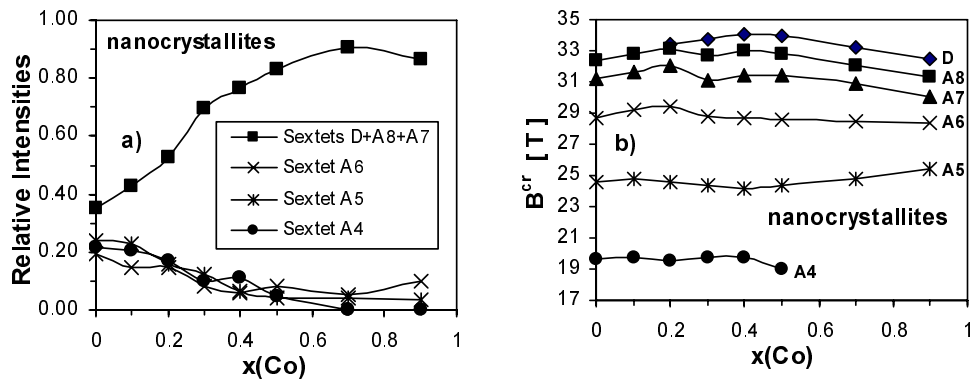 nanocrystallites
a)
Relative Intensities
1.00
0.80
0.60
0.40
0.20
0.00
0
0.2
0.4
0.6
0.8
1
x(Co)
Sextets D+A8+A7
Sextet A6
Sextet A5
Sextet A4
b)
B^cr [ T ]
35
33
31
29
27
25
23
21
19
17
D
A8
A7
A6
A5
nanocrystallites
A4
0
0.2
0.4
0.6
0.8
1
x(Co)